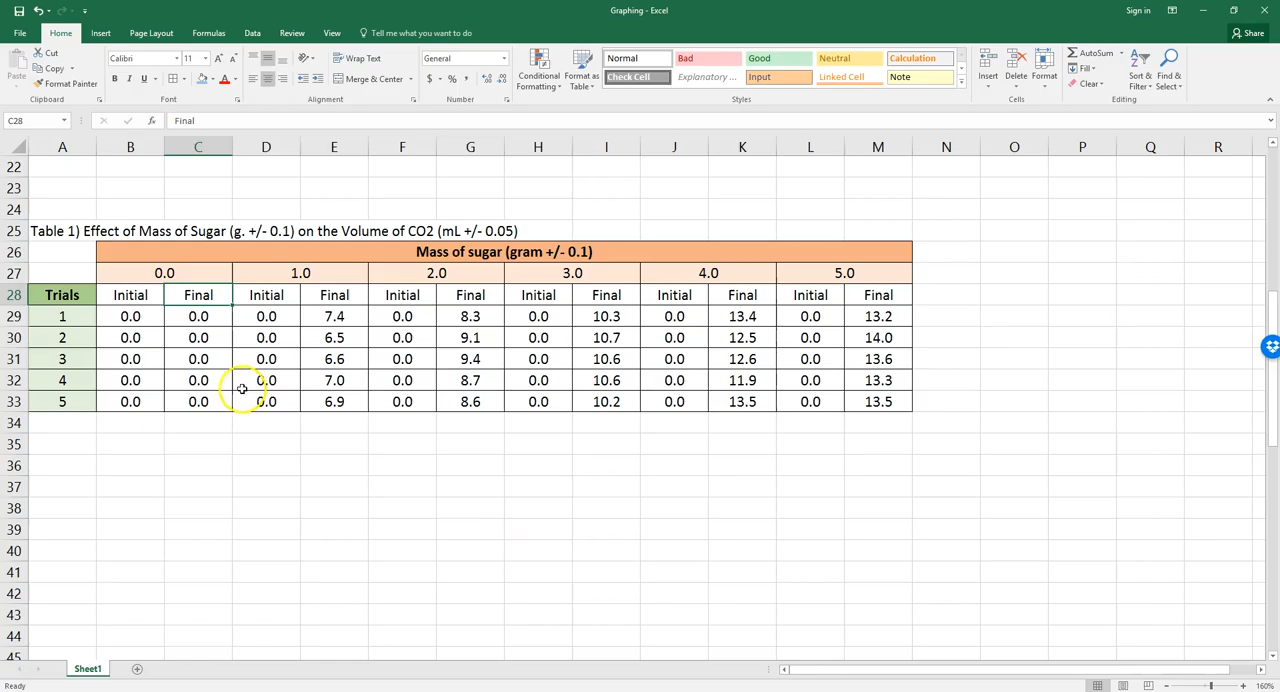 Graphing - Excel
Sign in
File Home Insert Page Layout Formulas Data Review View Tell me what you want to do Share
Paste Cut Copy Format Painter
Clipboard
Calibri 11 A A
B I U A
Font
Wrap Text
Merge & Center
Alignment
General
$ % ,
Number
Conditional Formatting Format as Table
Normal Bad Good Neutral Calculation
Check Cell Explanatory ... Input Linked Cell Note
Styles
Insert Delete Format
Cells
AutoSum Fill Clear
Sort & Filter Find & Select
Editing
C28 fx Final
A B C D E F G H I J K L M N O P Q R
22
23
24
25 Table 1) Effect of Mass of Sugar (g. +/- 0.1) on the Volume of CO2 (mL +/- 0.05)
26 Mass of sugar (gram +/- 0.1)
27 0.0 1.0 2.0 3.0 4.0 5.0
28 Trials Initial Final Initial Final Initial Final Initial Final Initial Final Initial Final
29 1 0.0 0.0 0.0 7.4 0.0 8.3 0.0 10.3 0.0 13.4 0.0 13.2
30 2 0.0 0.0 0.0 6.5 0.0 9.1 0.0 10.7 0.0 12.5 0.0 14.0
31 3 0.0 0.0 0.0 6.6 0.0 9.4 0.0 10.6 0.0 12.6 0.0 13.6
32 4 0.0 0.0 0.0 7.0 0.0 8.7 0.0 10.6 0.0 11.9 0.0 13.3
33 5 0.0 0.0 0.0 6.9 0.0 8.6 0.0 10.2 0.0 13.5 0.0 13.5
34
35
36
37
38
39
40
41
42
43
44
45
Sheet1
Ready
160%